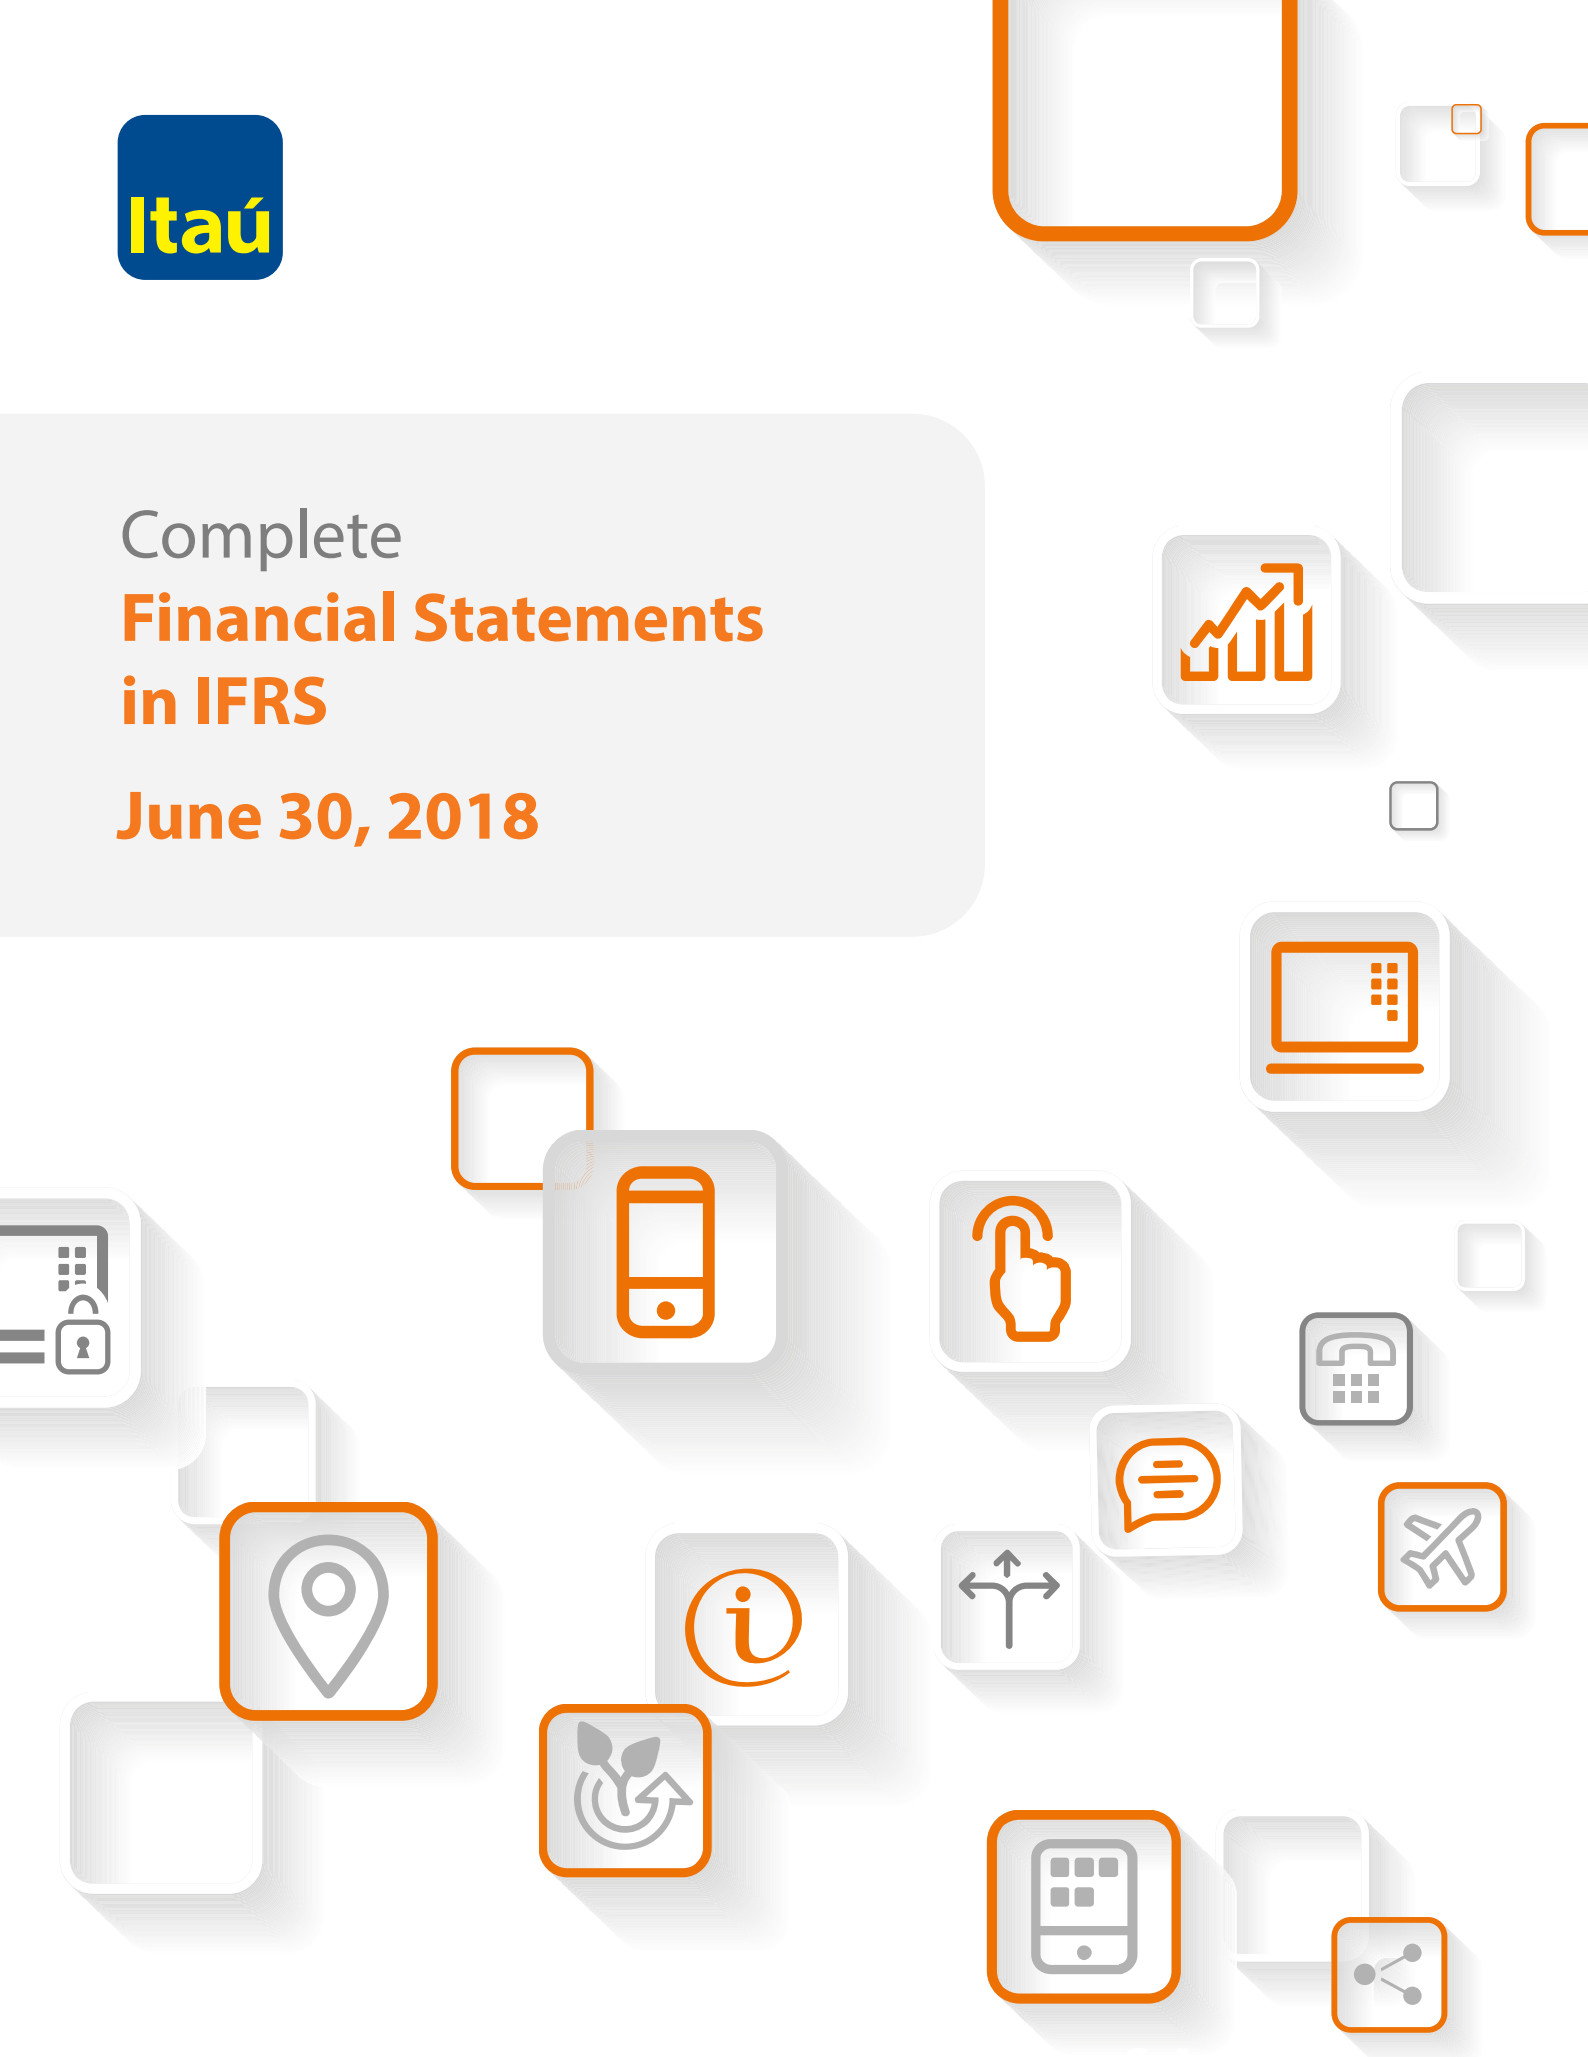 Itaú
Complete
Financial Statements
in IFRS
June 30, 2018